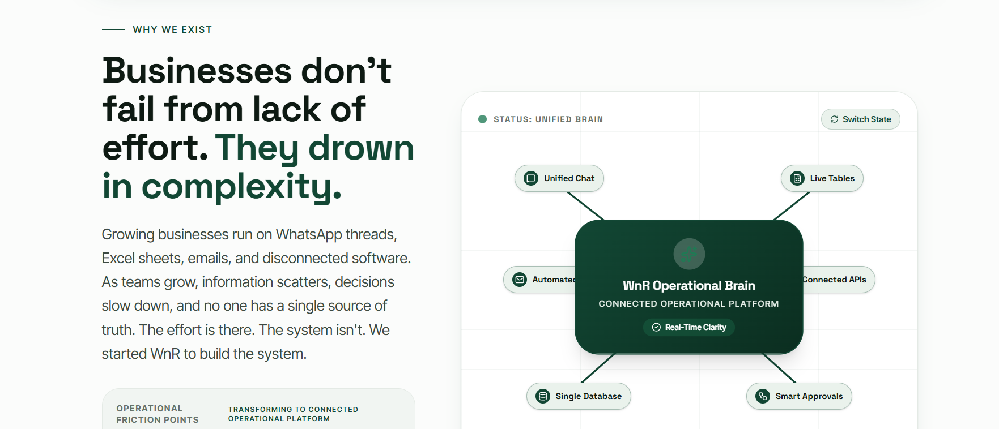 WHY WE EXIST
Businesses don’t
fail from lack of
effort. They drown
in complexity.
Growing businesses run on WhatsApp threads,
Excel sheets, emails, and disconnected software.
As teams grow, information scatters, decisions
slow down, and no one has a single source of
truth. The effort is there. The system isn't. We
started WnR to build the system.
OPERATIONAL
FRICTION POINTS
TRANSFORMING TO CONNECTED
OPERATIONAL PLATFORM
STATUS: UNIFIED BRAIN
Switch State
Unified Chat
Live Tables
Automated
WnR Operational Brain
CONNECTED OPERATIONAL PLATFORM
Real-Time Clarity
Connected APIs
Single Database
Smart Approvals